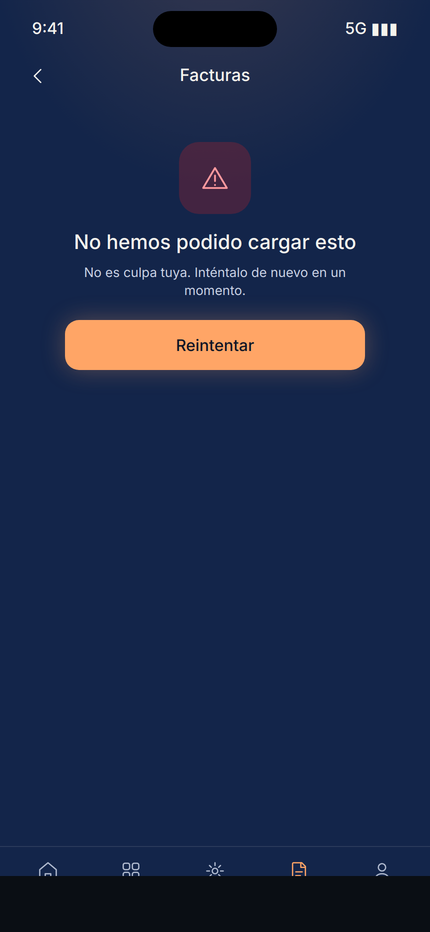 9:41
5G
Facturas
No hemos podido cargar esto
No es culpa tuya. Inténtalo de nuevo en un
momento.
Reintentar